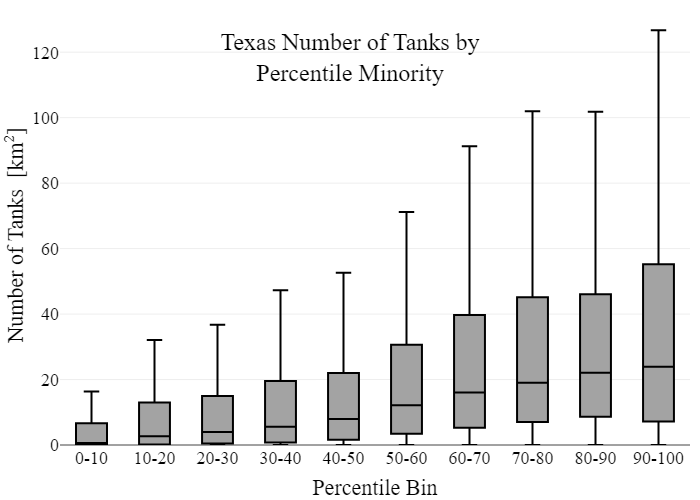 Texas Number of Tanks by
Percentile Minority
Number of Tanks [km²]
120
100
80
60
40
20
0
0-10 10-20 20-30 30-40 40-50 50-60 60-70 70-80 80-90 90-100
Percentile Bin